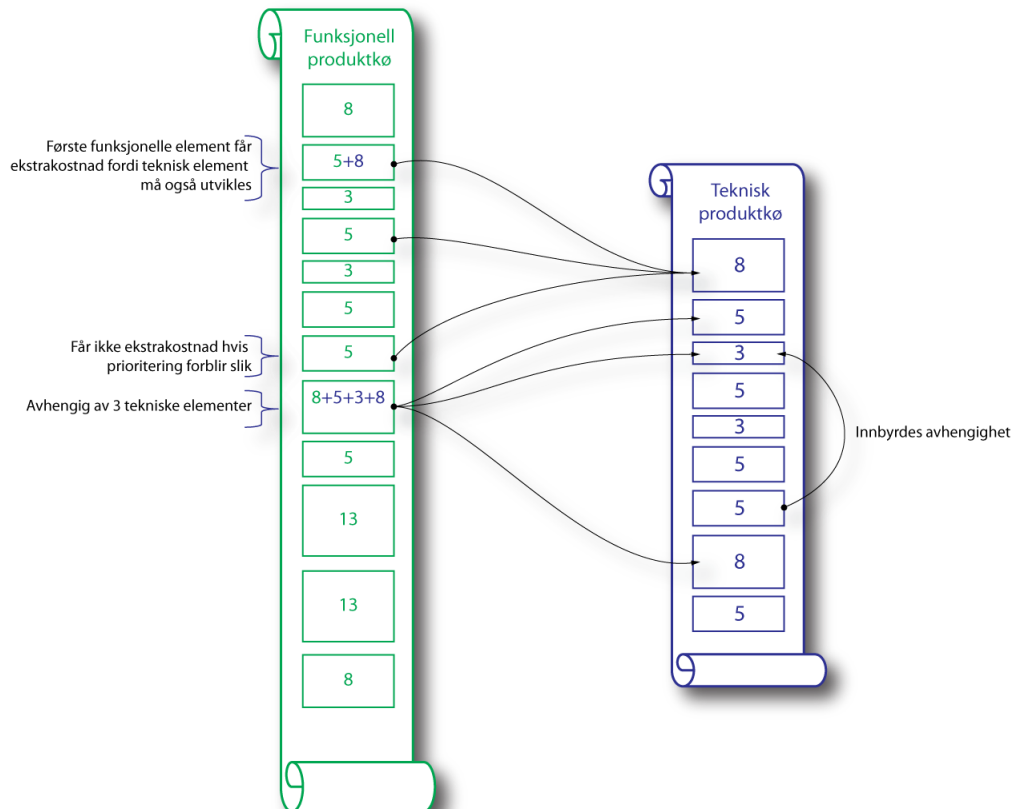 Funksjonell
produktkø
8
Første funksjonelle element får
ekstrakostnad fordi teknisk element
må også utvikles
5+8
3
5
3
5
Får ikke ekstrakostnad hvis
prioritering forblir slik
5
Avhengig av 3 tekniske elementer
8+5+3+8
5
13
13
8
Teknisk
produktkø
8
5
3
5
3
5
5
8
5
Innbyrdes avhengighet